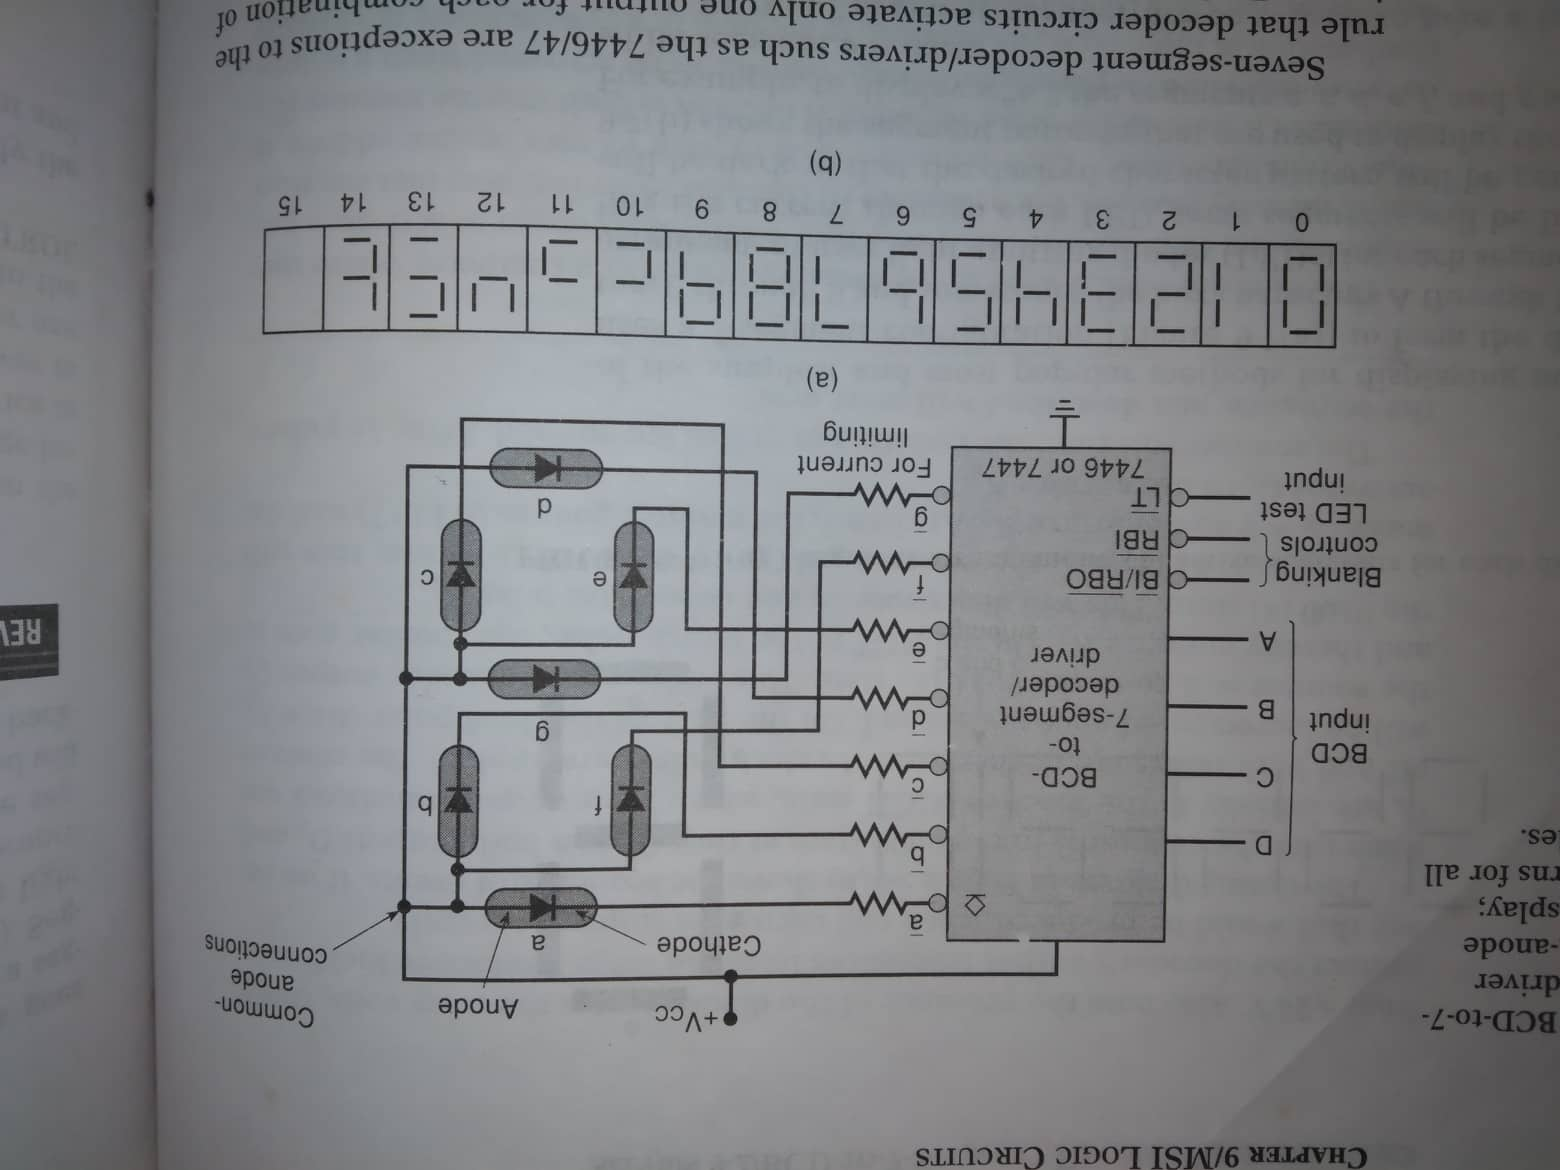 CHAPTER 9/MSI LOGIC CIRCUITS
BCD-to-7-
driver
-anode
splay;
rns for all
es.
+VCC
Anode
Cathode
Common-
anode
connections
a
b
c
d
e
f
g
BCD
input
D
C
B
A
Blanking
controls
LED test
input
BCD-
to-
7-segment
decoder/
driver
BI/RBO
RBI
LT
7446 or 7447
a
b
c
d
e
f
g
For current
limiting
(a)
0 1 2 3 4 5 6 7 8 9 10 11 12 13 14 15
(b)
Seven-segment decoder/drivers such as the 7446/47 are exceptions to the
rule that decoder circuits activate only one output for each combination of
REV